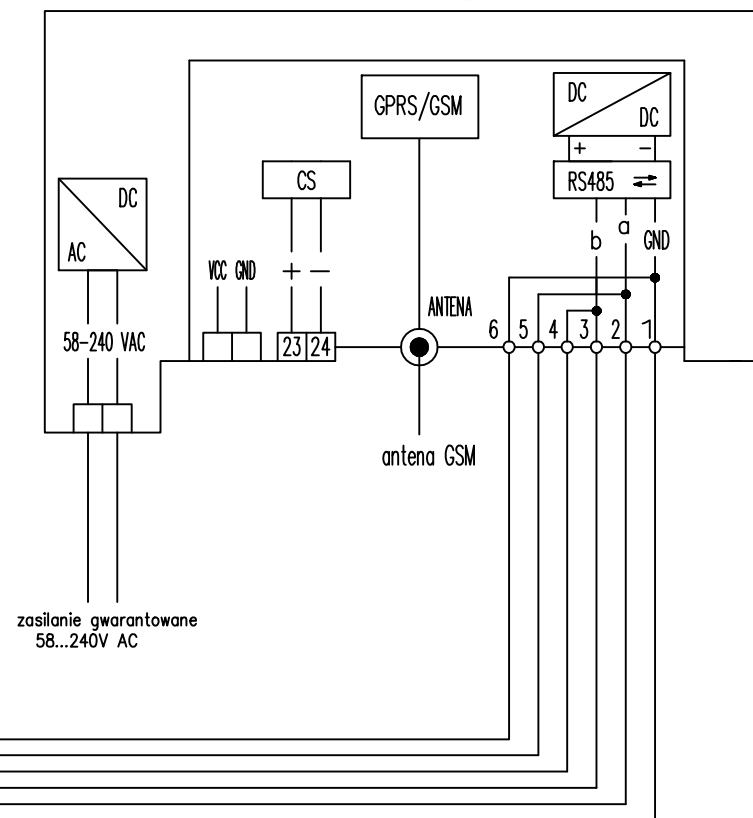 DC
GPRS/GSM
DC
+ −
DC
CS
RS485
AC
b a GND
VCC GND + −
ANTENA
58-240 VAC
23 24
6 5 4 3 2 1
antena GSM
zasilanie gwarantowane
58...240V AC